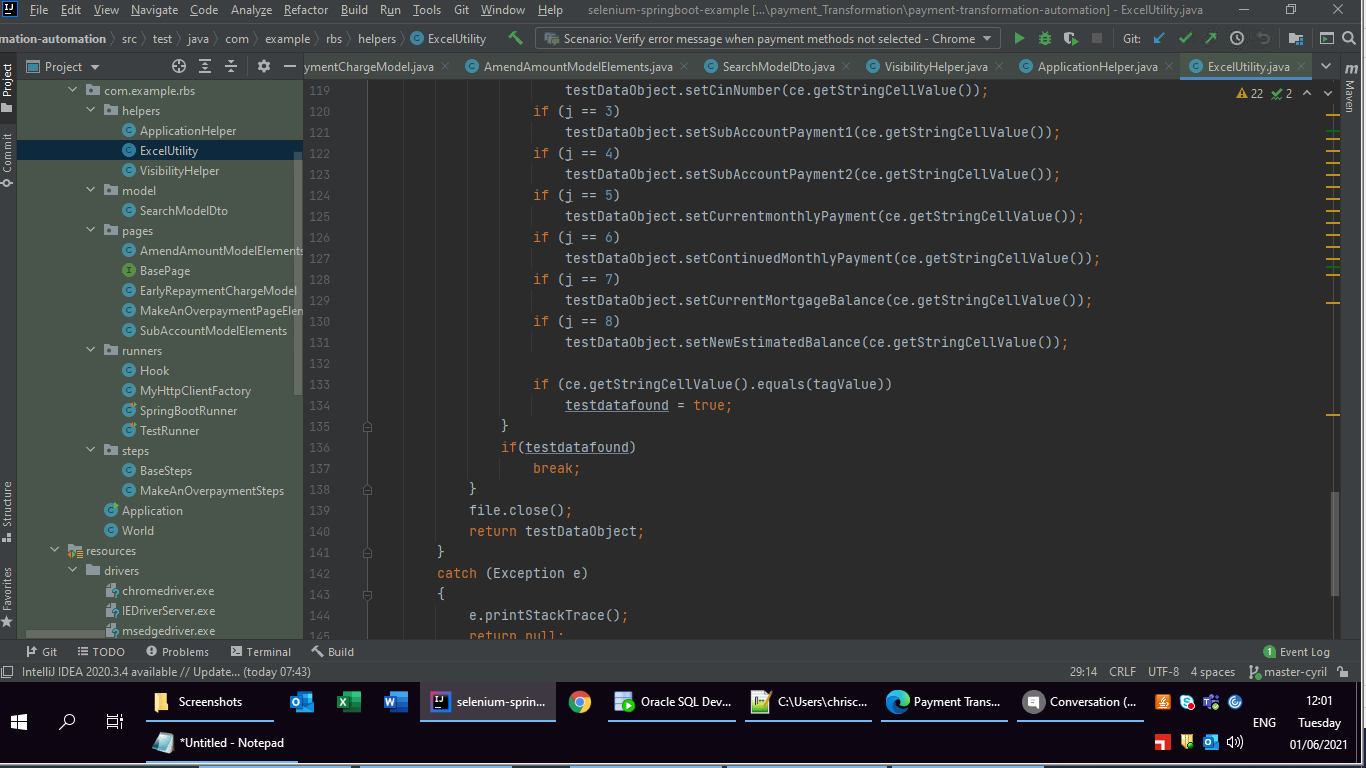 File Edit View Navigate Code Analyze Refactor Build Run Tools Git Window Help selenium-springboot-example [...\payment_Transformation\payment-transformation-automation] - ExcelUtility.java
mation-automation src test java com example rbs helpers ExcelUtility Scenario: Verify error message when payment methods not selected - Chrome Git:
Project
ymentChargeModel.java AmendAmountModelElements.java SearchModelDto.java VisibilityHelper.java ApplicationHelper.java ExcelUtility.java
Project
Commit
Structure
Favorites
Maven
com.example.rbs
helpers
ApplicationHelper
ExcelUtility
VisibilityHelper
model
SearchModelDto
pages
AmendAmountModelElements
BasePage
EarlyRepaymentChargeModel
MakeAnOverpaymentPageElem
SubAccountModelElements
runners
Hook
MyHttpClientFactory
SpringBootRunner
TestRunner
steps
BaseSteps
MakeAnOverpaymentSteps
Application
World
resources
drivers
chromedriver.exe
IEDriverServer.exe
msedgedriver.exe
22 2
119 testDataObject.setCinNumber(ce.getStringCellValue());
120 if (j == 3)
121 testDataObject.setSubAccountPayment1(ce.getStringCellValue());
122 if (j == 4)
123 testDataObject.setSubAccountPayment2(ce.getStringCellValue());
124 if (j == 5)
125 testDataObject.setCurrentmonthlyPayment(ce.getStringCellValue());
126 if (j == 6)
127 testDataObject.setContinuedMonthlyPayment(ce.getStringCellValue());
128 if (j == 7)
129 testDataObject.setCurrentMortgageBalance(ce.getStringCellValue());
130 if (j == 8)
131 testDataObject.setNewEstimatedBalance(ce.getStringCellValue());
132
133 if (ce.getStringCellValue().equals(tagValue))
134 testdatafound = true;
135 }
136 if(testdatafound)
137 break;
138 }
139 file.close();
140 return testDataObject;
141 }
142 catch (Exception e)
143 {
144 e.printStackTrace();
145 return null;
Git TODO Problems Terminal Build 1 Event Log
IntelliJ IDEA 2020.3.4 available // Update... (today 07:43) 29:14 CRLF UTF-8 4 spaces master-cyril
Screenshots selenium-sprin... Oracle SQL Dev... C:\Users\chrisc... Payment Trans... Conversation (...
*Untitled - Notepad
ENG
12:01
Tuesday
01/06/2021